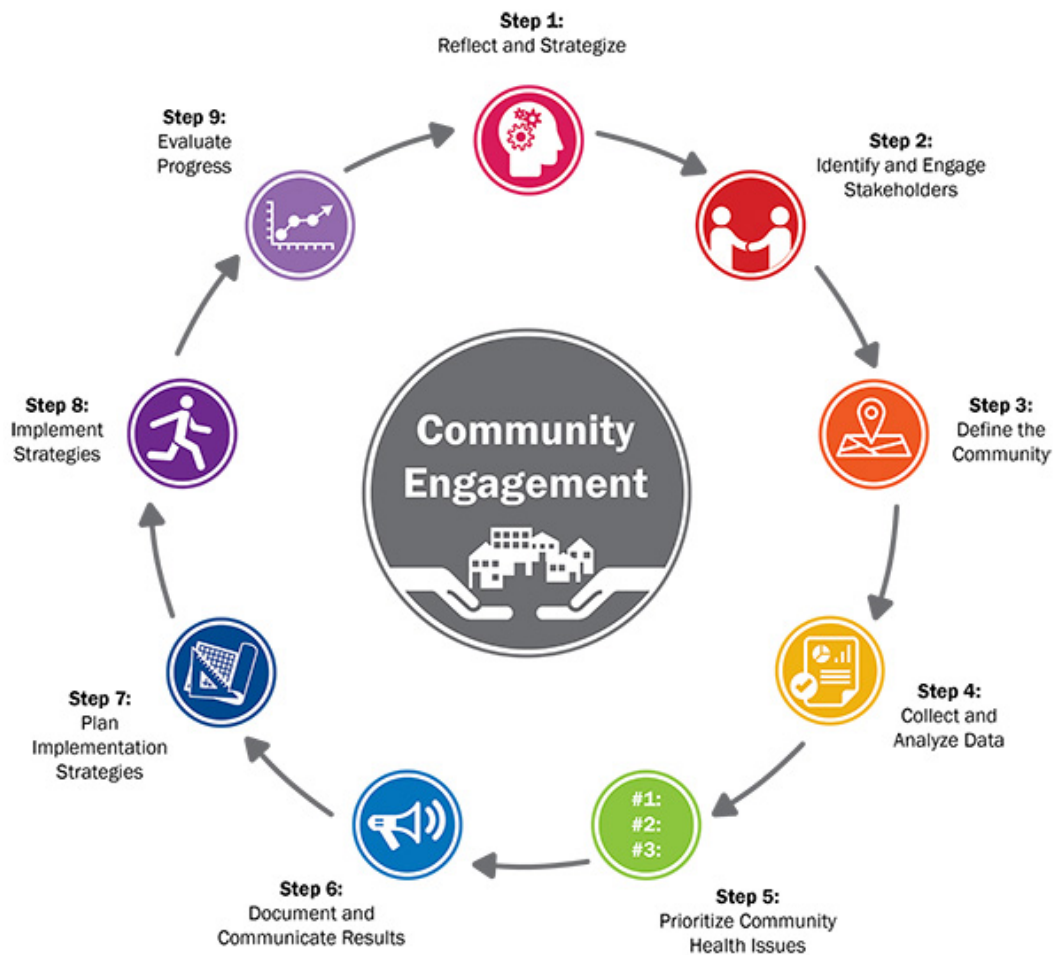 Step 1:
Reflect and Strategize
Step 2:
Identify and Engage
Stakeholders
Step 3:
Define the
Community
Step 4:
Collect and
Analyze Data
#1:
#2:
#3:
Step 5:
Prioritize Community
Health Issues
Step 6:
Document and
Communicate Results
Step 7:
Plan
Implementation
Strategies
Step 8:
Implement
Strategies
Step 9:
Evaluate
Progress
Community
Engagement